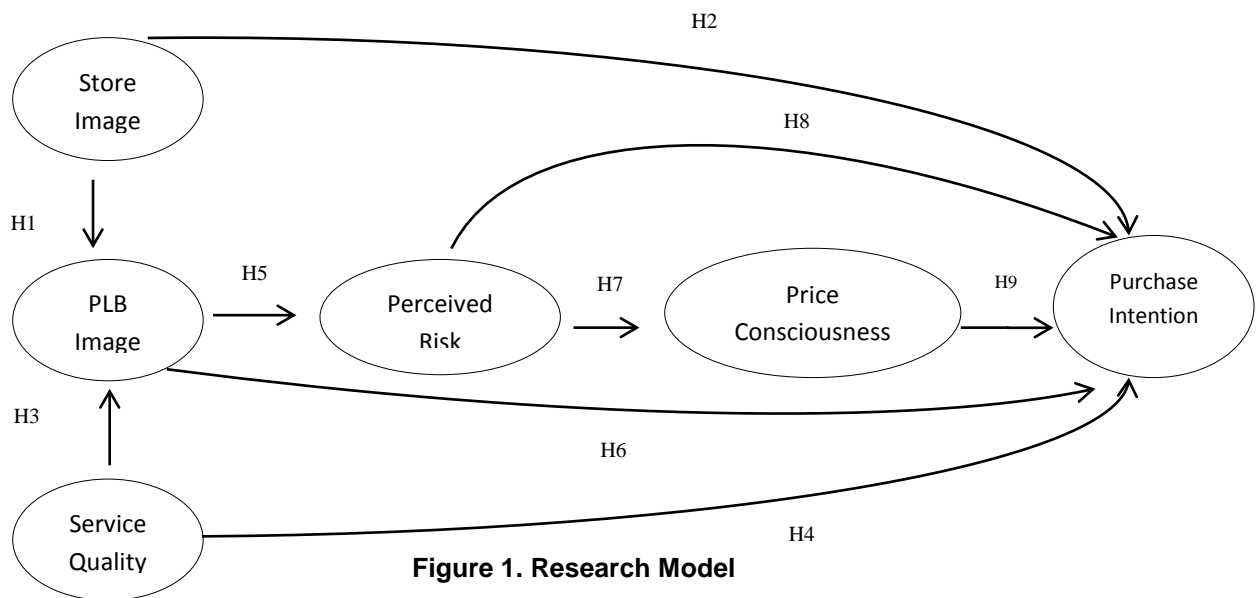 H2
Store
Image
H8
H1
H5
H7
H9
PLB
Image
Perceived
Risk
Price
Consciousness
Purchase
Intention
H3
H6
Service
Quality
H4
Figure 1. Research Model